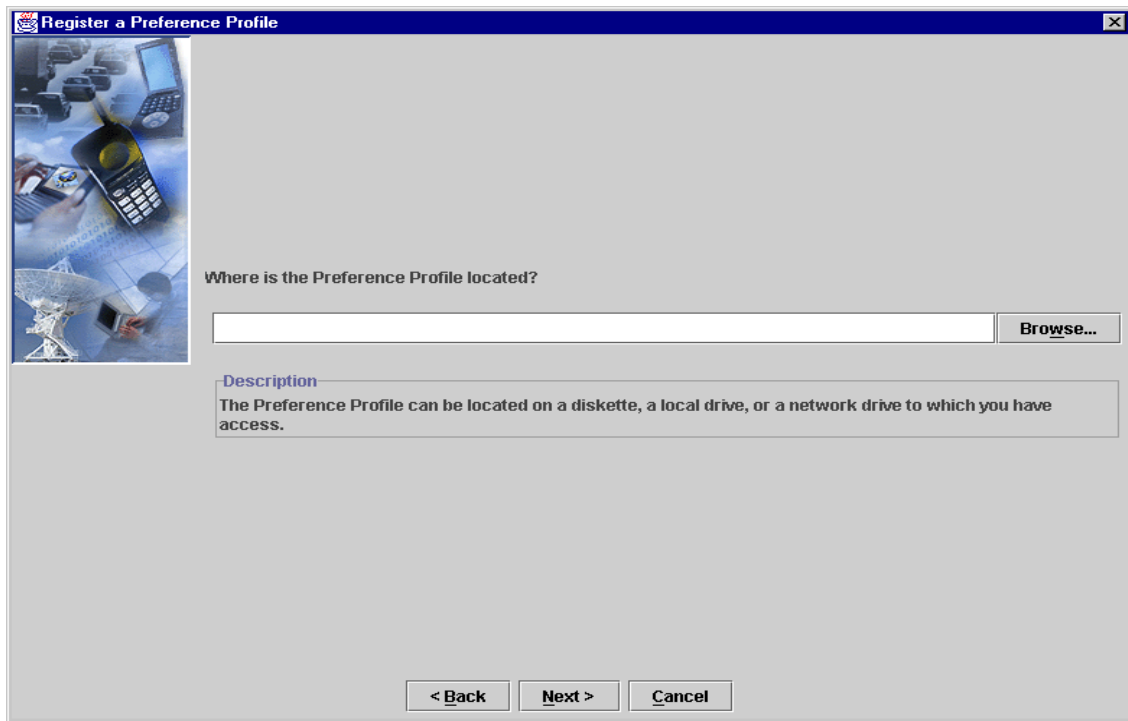 Register a Preference Profile
Where is the Preference Profile located?
Browse...
Description
The Preference Profile can be located on a diskette, a local drive, or a network drive to which you have
access.
< Back Next > Cancel